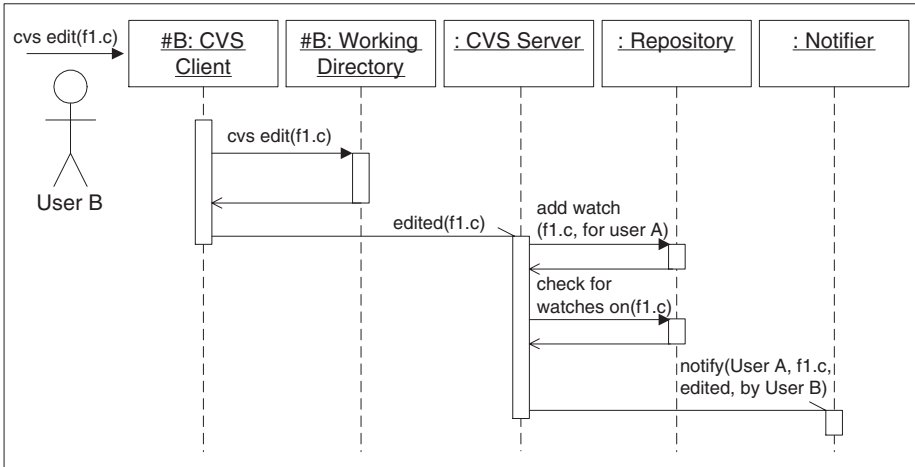 cvs edit(f1.c)
#B: CVS
Client
#B: Working
Directory
: CVS Server
: Repository
: Notifier
User B
cvs edit(f1.c)
edited(f1.c)
add watch
(f1.c, for user A)
check for
watches on(f1.c)
notify(User A, f1.c,
edited, by User B)